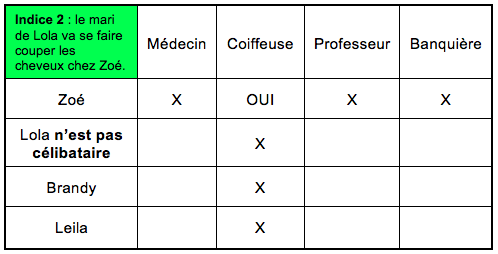 Indice 2 : le mari
de Lola va se faire
couper les
cheveux chez Zoé.
Médecin Coiffeuse Professeur Banquière
Zoé X OUI X X
Lola n'est pas
célibataire X
Brandy X
Leila X